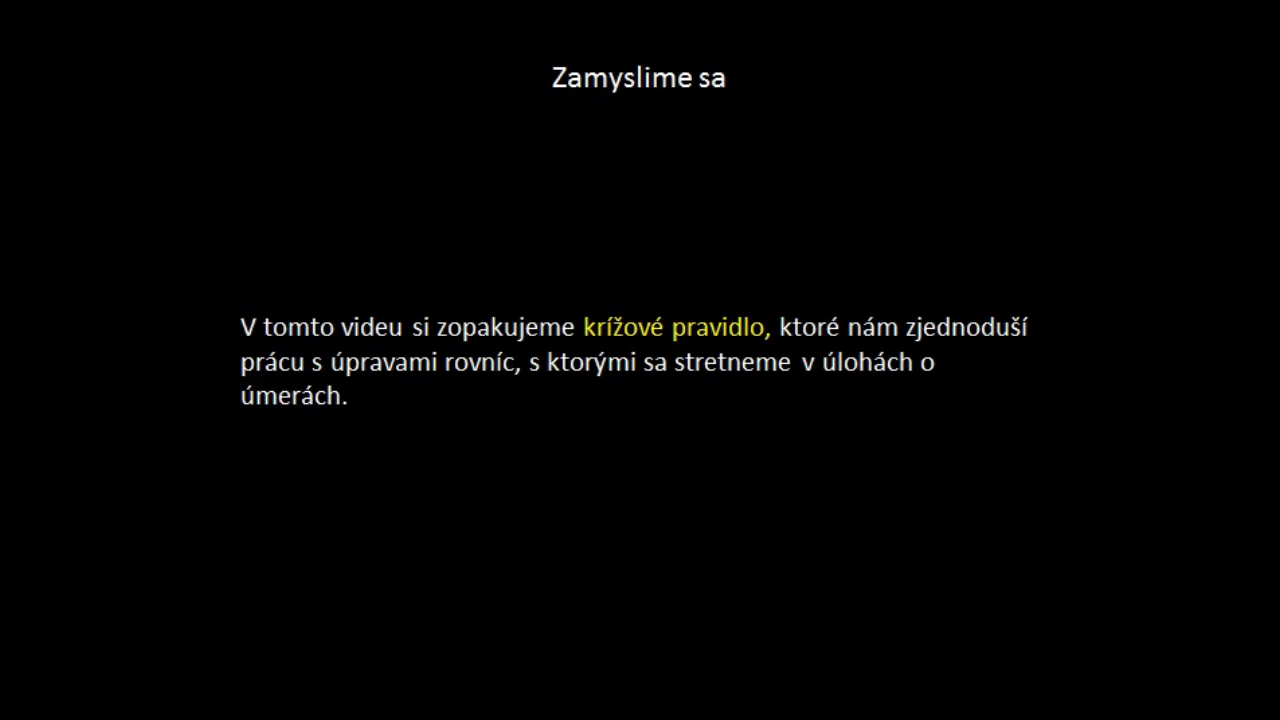 Zamyslime sa
V tomto videu si zopakujeme krížové pravidlo, ktoré nám zjednoduší
prácu s úpravami rovníc, s ktorými sa stretneme v úlohách o
úmerách.